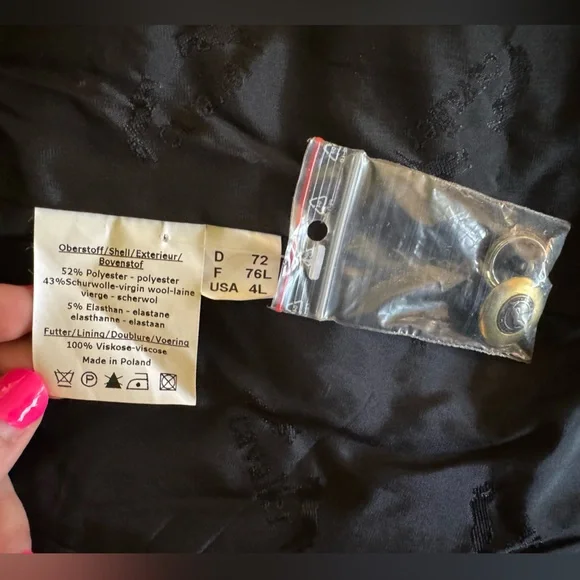 Oberstoff/Shell/Exterieur/
Bovenstof
52% Polyester - polyester
43%Schurwolle-virgin wool-laine
vierge - scherwol
5% Elasthan - elastane
elasthanne - elastaan
Futter/Lining/Doublure/Voering
100% Viskose-viscose
Made in Poland
P
D 72
F 76L
USA 4L